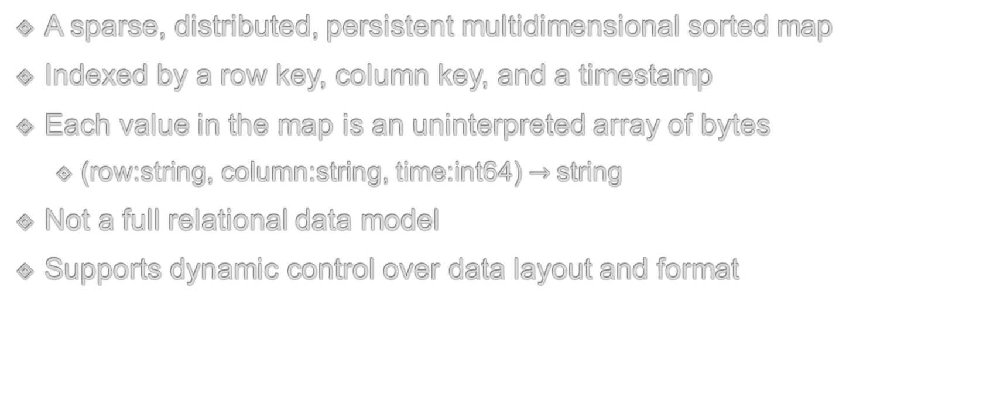 ❖ A sparse, distributed, persistent multidimensional sorted map
❖ Indexed by a row key, column key, and a timestamp
❖ Each value in the map is an uninterpreted array of bytes
❖ (row:string, column:string, time:int64) → string
❖ Not a full relational data model
❖ Supports dynamic control over data layout and format